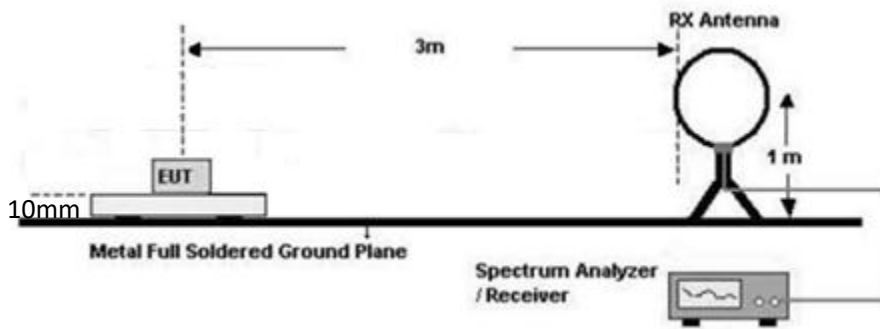 RX Antenna
3m
1 m
EUT
10mm
Metal Full Soldered Ground Plane
Spectrum Analyzer
/ Receiver